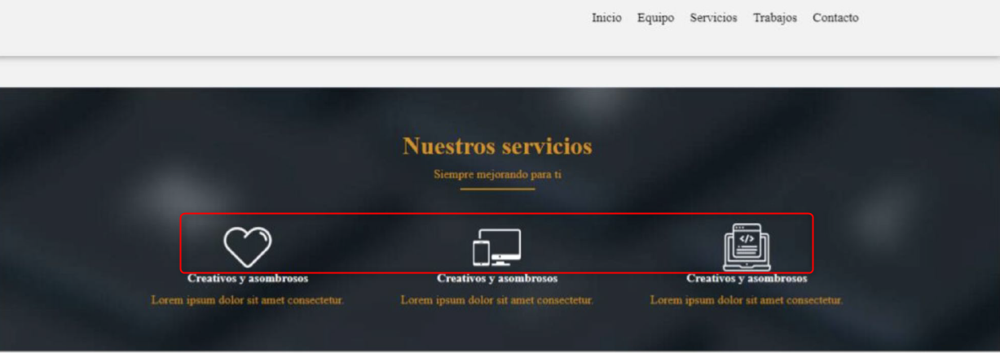 Inicio Equipo Servicios Trabajos Contacto
Nuestros servicios
Siempre mejorando para ti
</>
Creativos y asombrosos Creativos y asombrosos Creativos y asombrosos
Lorem ipsum dolor sit amet consectetur. Lorem ipsum dolor sit amet consectetur. Lorem ipsum dolor sit amet consectetur.